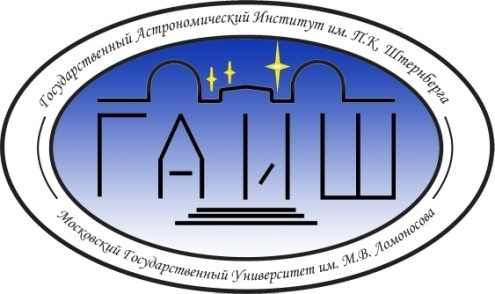 Государственный Астрономический Институт им. П.К. Штернберга
ГАИШ
Московский Государственный Университет им. М.В. Ломоносова